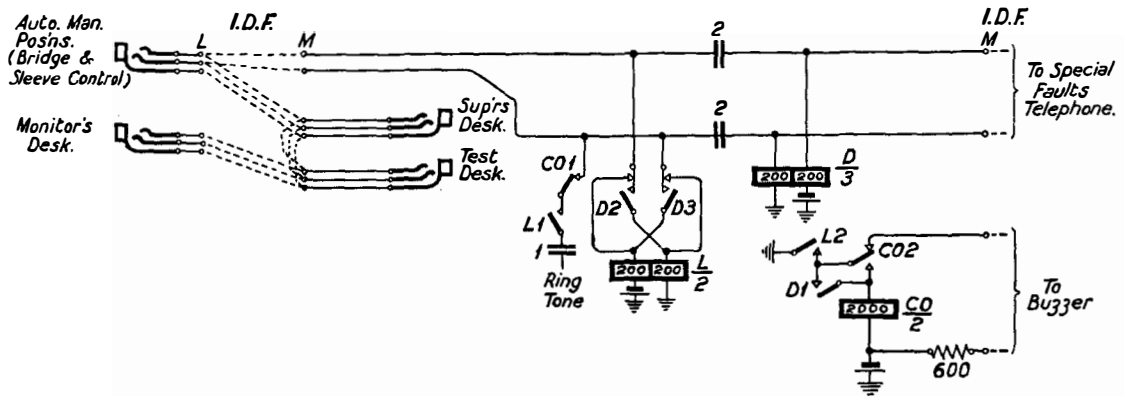 Auto. Man.
Pos'ns.
(Bridge &
Sleeve Control)
I.D.F.
L
M
Monitor's
Desk.
Sup'rs
Desk.
Test
Desk.
2
2
I.D.F.
M
To Special
Faults
Telephone.
CO1
L1
1
Ring
Tone
D2
D3
200
200
L
2
200
200
D
3
L2
CO2
D1
2000
CO
2
600
To
Buzzer